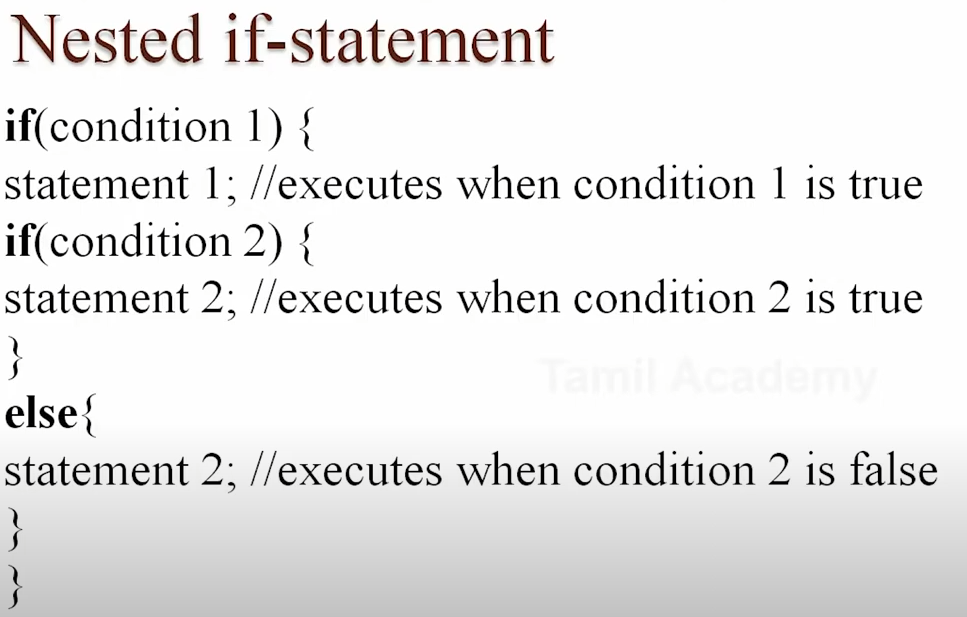 Nested if-statement
if(condition 1) {
statement 1; //executes when condition 1 is true
if(condition 2) {
statement 2; //executes when condition 2 is true
}
Tamil Academy
else{
statement 2; //executes when condition 2 is false
}
}